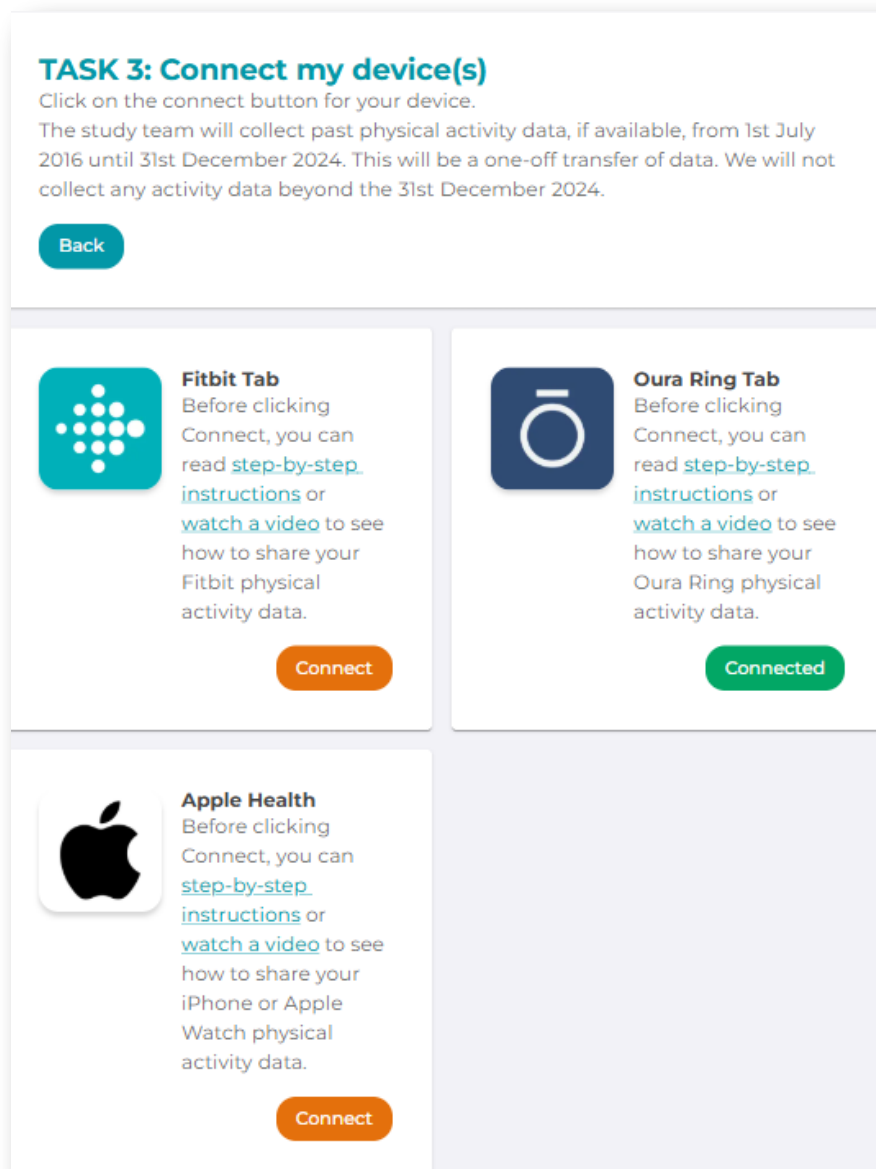 TASK 3: Connect my device(s)
Click on the connect button for your device.
The study team will collect past physical activity data, if available, from 1st July
2016 until 31st December 2024. This will be a one-off transfer of data. We will not
collect any activity data beyond the 31st December 2024.
Back
Fitbit Tab
Before clicking
Connect, you can
read step-by-step
instructions or
watch a video to see
how to share your
Fitbit physical
activity data.
Connect
Oura Ring Tab
Before clicking
Connect, you can
read step-by-step
instructions or
watch a video to see
how to share your
Oura Ring physical
activity data.
Connected
Apple Health
Before clicking
Connect, you can
step-by-step
instructions or
watch a video to see
how to share your
iPhone or Apple
Watch physical
activity data.
Connect